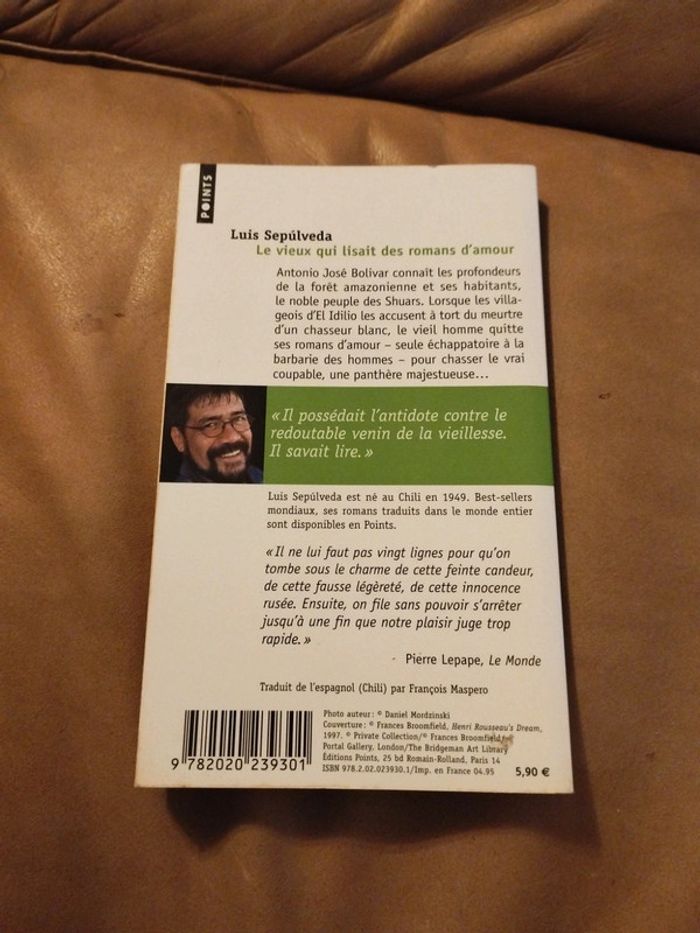 POINTS
Luis Sepúlveda
Le vieux qui lisait des romans d'amour
Antonio José Bolivar connaît les profondeurs
de la forêt amazonienne et ses habitants,
le noble peuple des Shuars. Lorsque les villa-
geois d'El Idilio les accusent à tort du meurtre
d'un chasseur blanc, le vieil homme quitte
ses romans d'amour – seule échappatoire à la
barbarie des hommes – pour chasser le vrai
coupable, une panthère majestueuse...
« Il possédait l'antidote contre le
redoutable venin de la vieillesse.
Il savait lire. »
Luis Sepúlveda est né au Chili en 1949. Best-sellers
mondiaux, ses romans traduits dans le monde entier
sont disponibles en Points.
« Il ne lui faut pas vingt lignes pour qu'on
tombe sous le charme de cette feinte candeur,
de cette fausse légèreté, de cette innocence
rusée. Ensuite, on file sans pouvoir s'arrêter
jusqu'à une fin que notre plaisir juge trop
rapide. »
Pierre Lepape, Le Monde
Traduit de l'espagnol (Chili) par François Maspero
Photo auteur : © Daniel Mordzinski
Couverture : © Frances Broomfield, Henri Rousseau's Dream,
1997. © Private Collection/© Frances Broomfield/
Portal Gallery, London/The Bridgeman Art Library
Éditions Points, 25 bd Romain-Rolland, Paris 14
ISBN 978.2.02.023930.1/Imp. en France 04.95
5,90 €
9 782020 239301